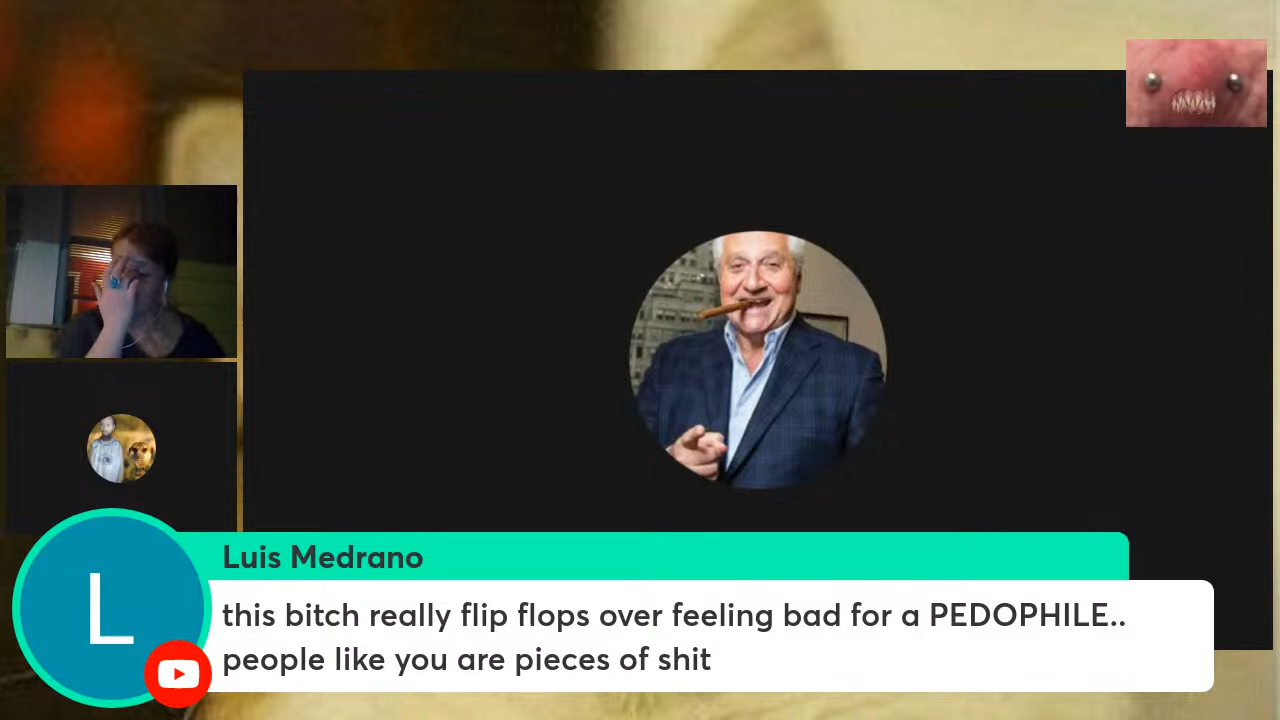 L
Luis Medrano
this bitch really flip flops over feeling bad for a PEDOPHILE..
people like you are pieces of shit